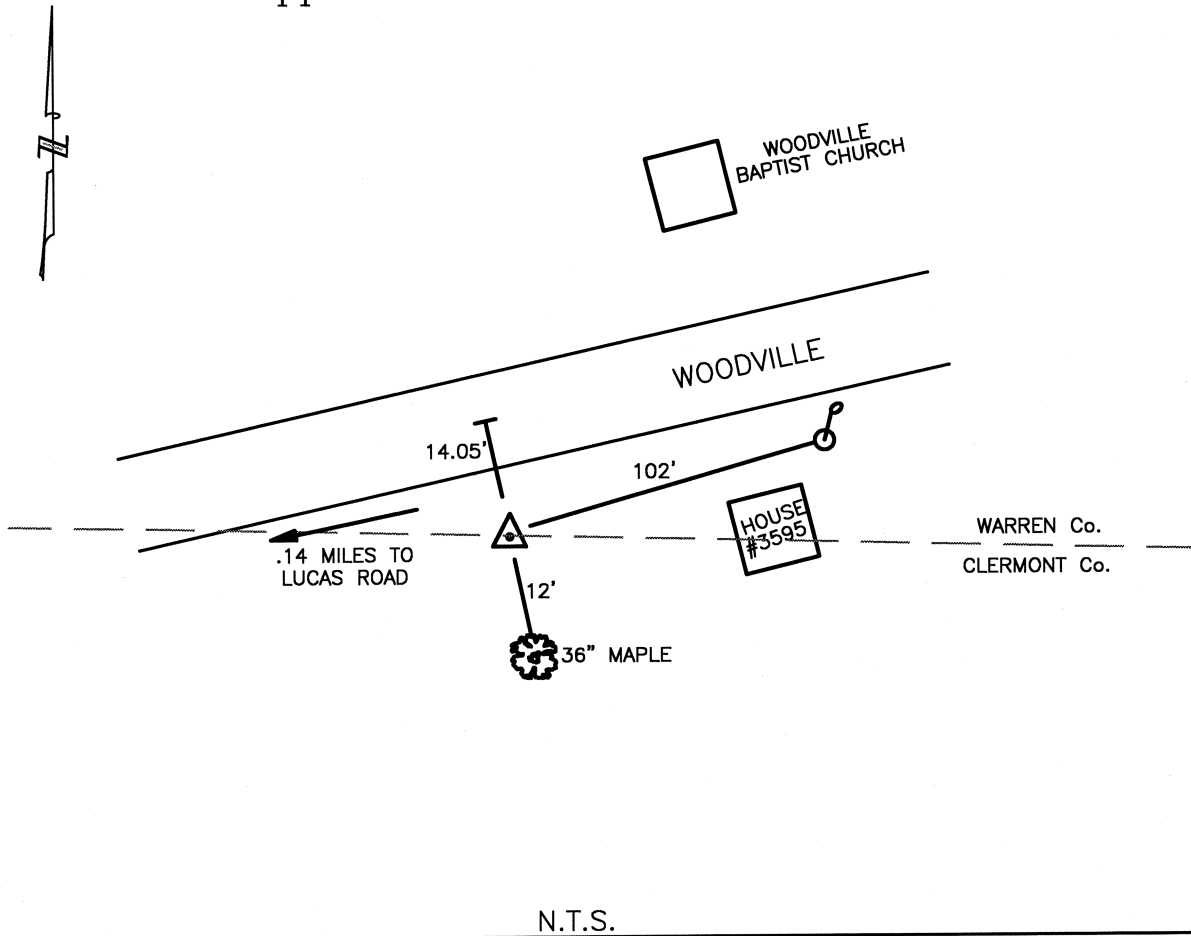 N
WOODVILLE
BAPTIST CHURCH
WOODVILLE
14.05'
102'
HOUSE
#3595
WARREN Co.
CLERMONT Co.
.14 MILES TO
LUCAS ROAD
12'
36" MAPLE
N.T.S.